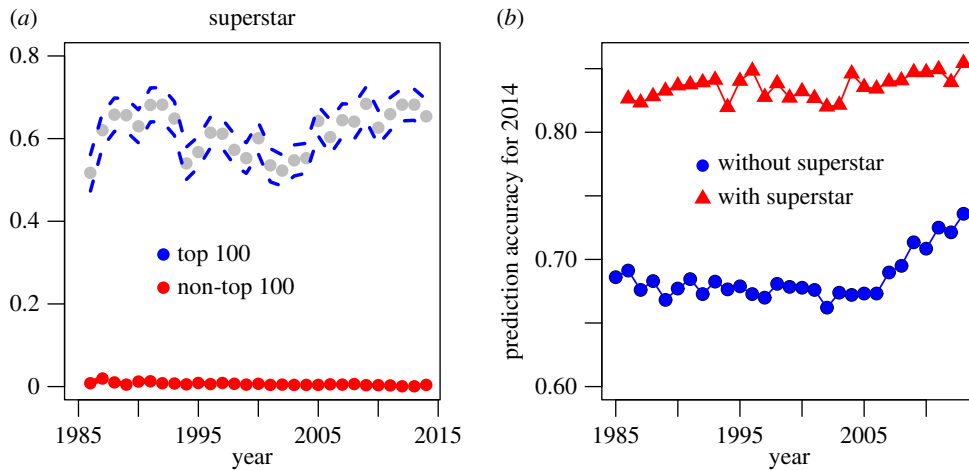 (a)
superstar
0.8
0.6
0.4
0.2
0
top 100
non-top 100
1985
1995
2005
2015
year
(b)
prediction accuracy for 2014
0.80
0.70
0.60
without superstar
with superstar
1985
1995
2005
year